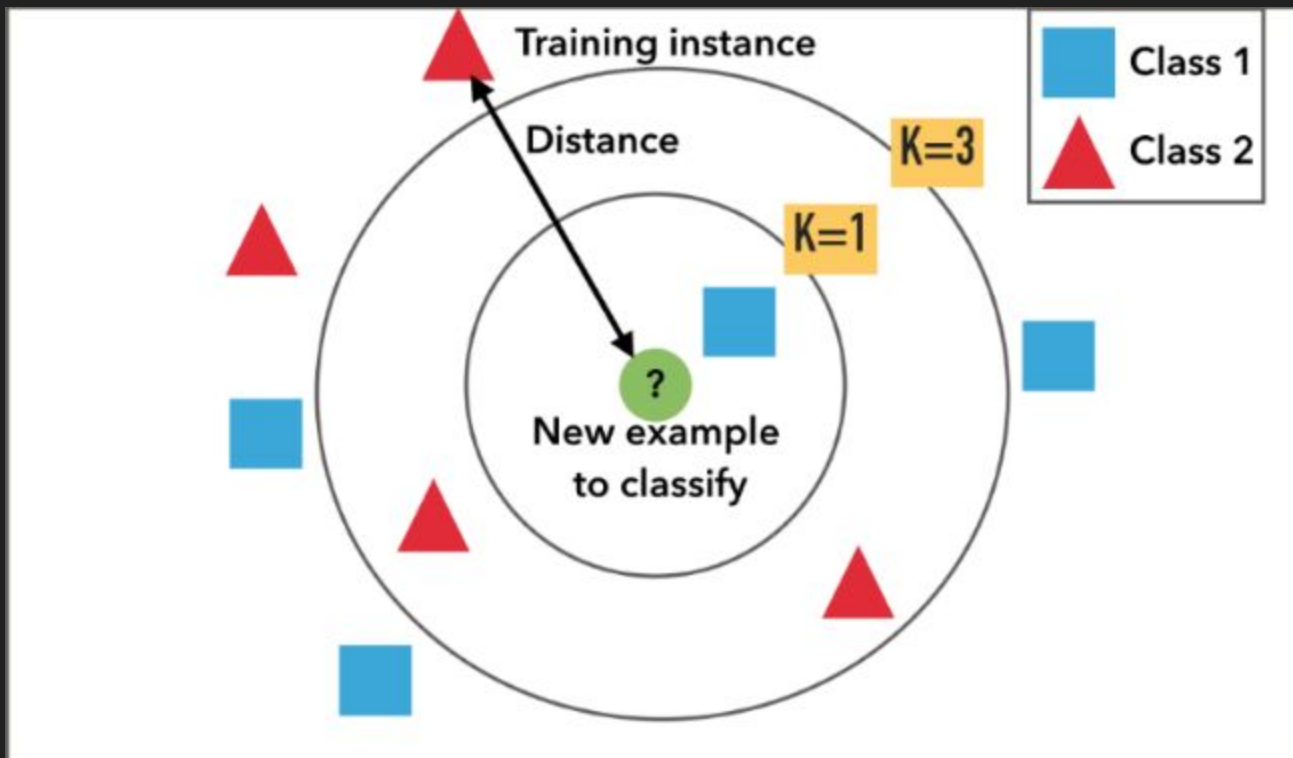 Training instance
Class 1
Distance
K=3
Class 2
K=1
?
New example
to classify